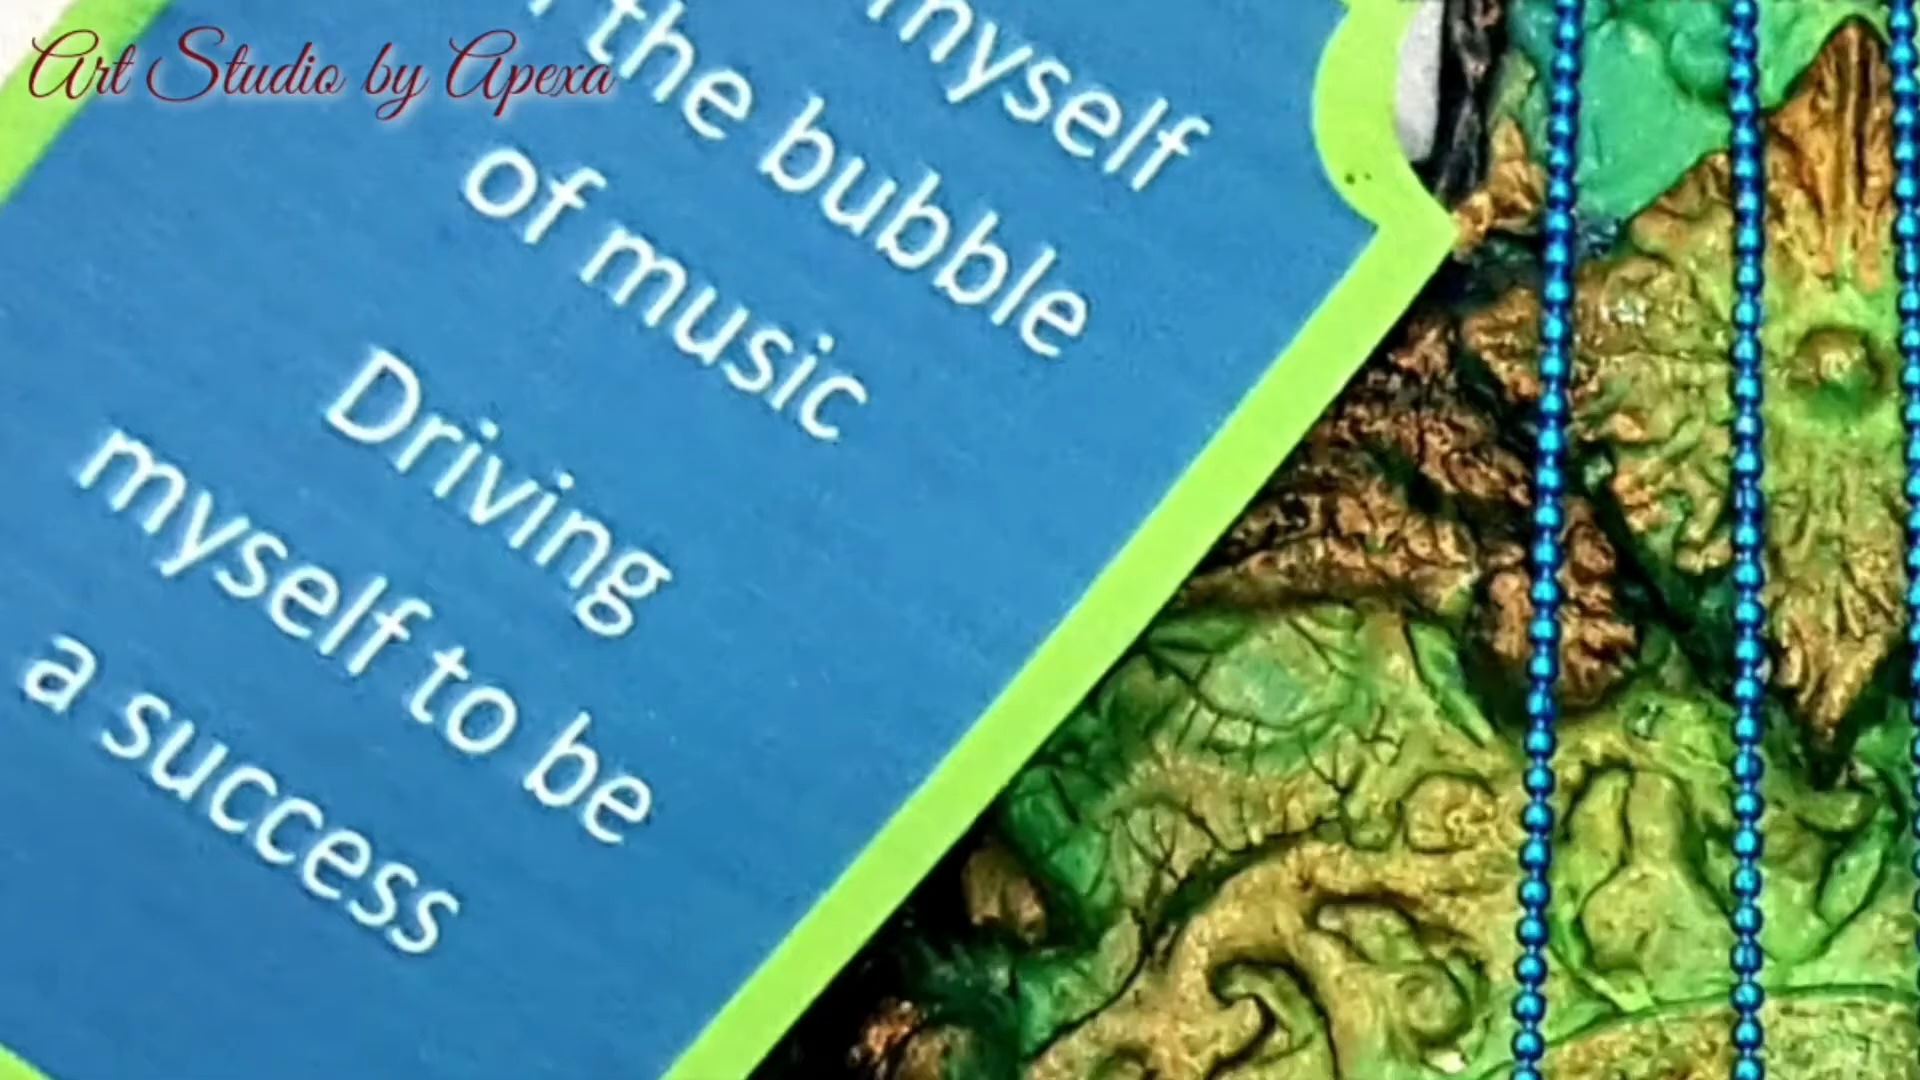 Art Studio by Apexa
myself
the bubble
of music
Driving
myself to be
a success